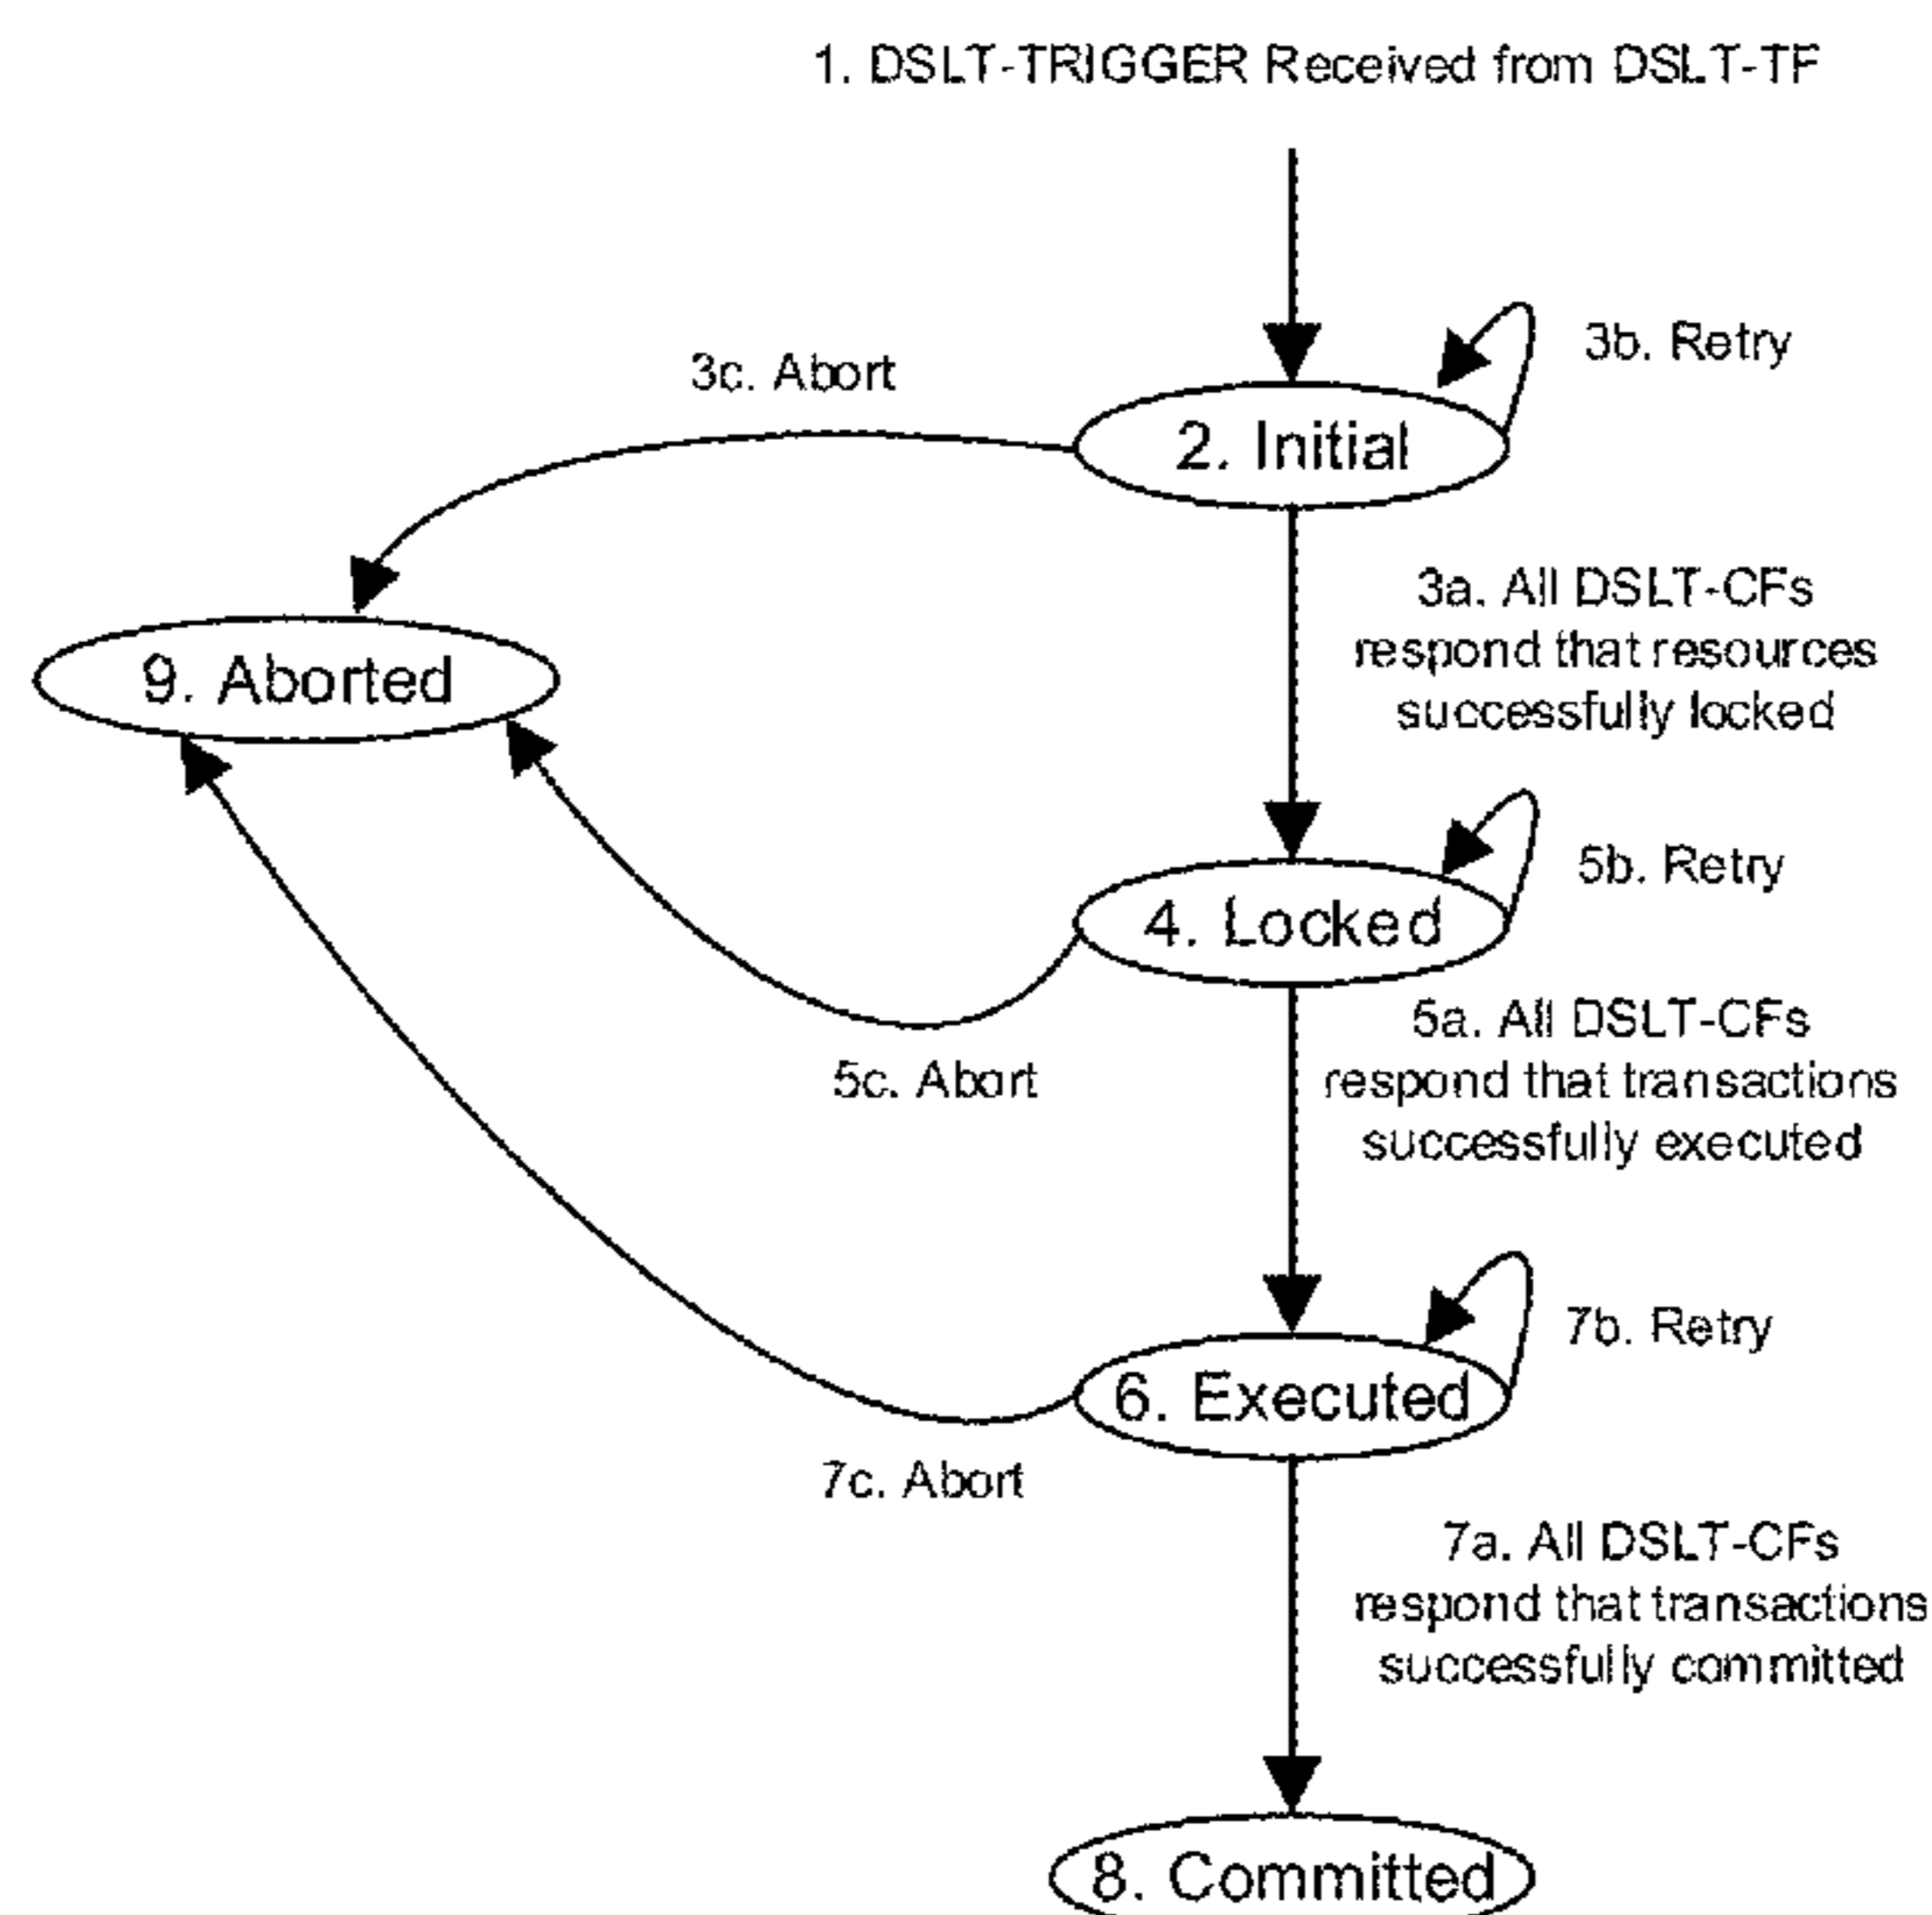 1. DSLT-TRIGGER Received from DSLT-TF
3b. Retry
3c. Abort
2. Initial
3a. All DSLT-CFs
respond that resources
successfully locked
9. Aborted
5b. Retry
4. Locked
5a. All DSLT-CFs
respond that transactions
successfully executed
5c. Abort
7b. Retry
6. Executed
7c. Abort
7a. All DSLT-CFs
respond that transactions
successfully committed
8. Committed